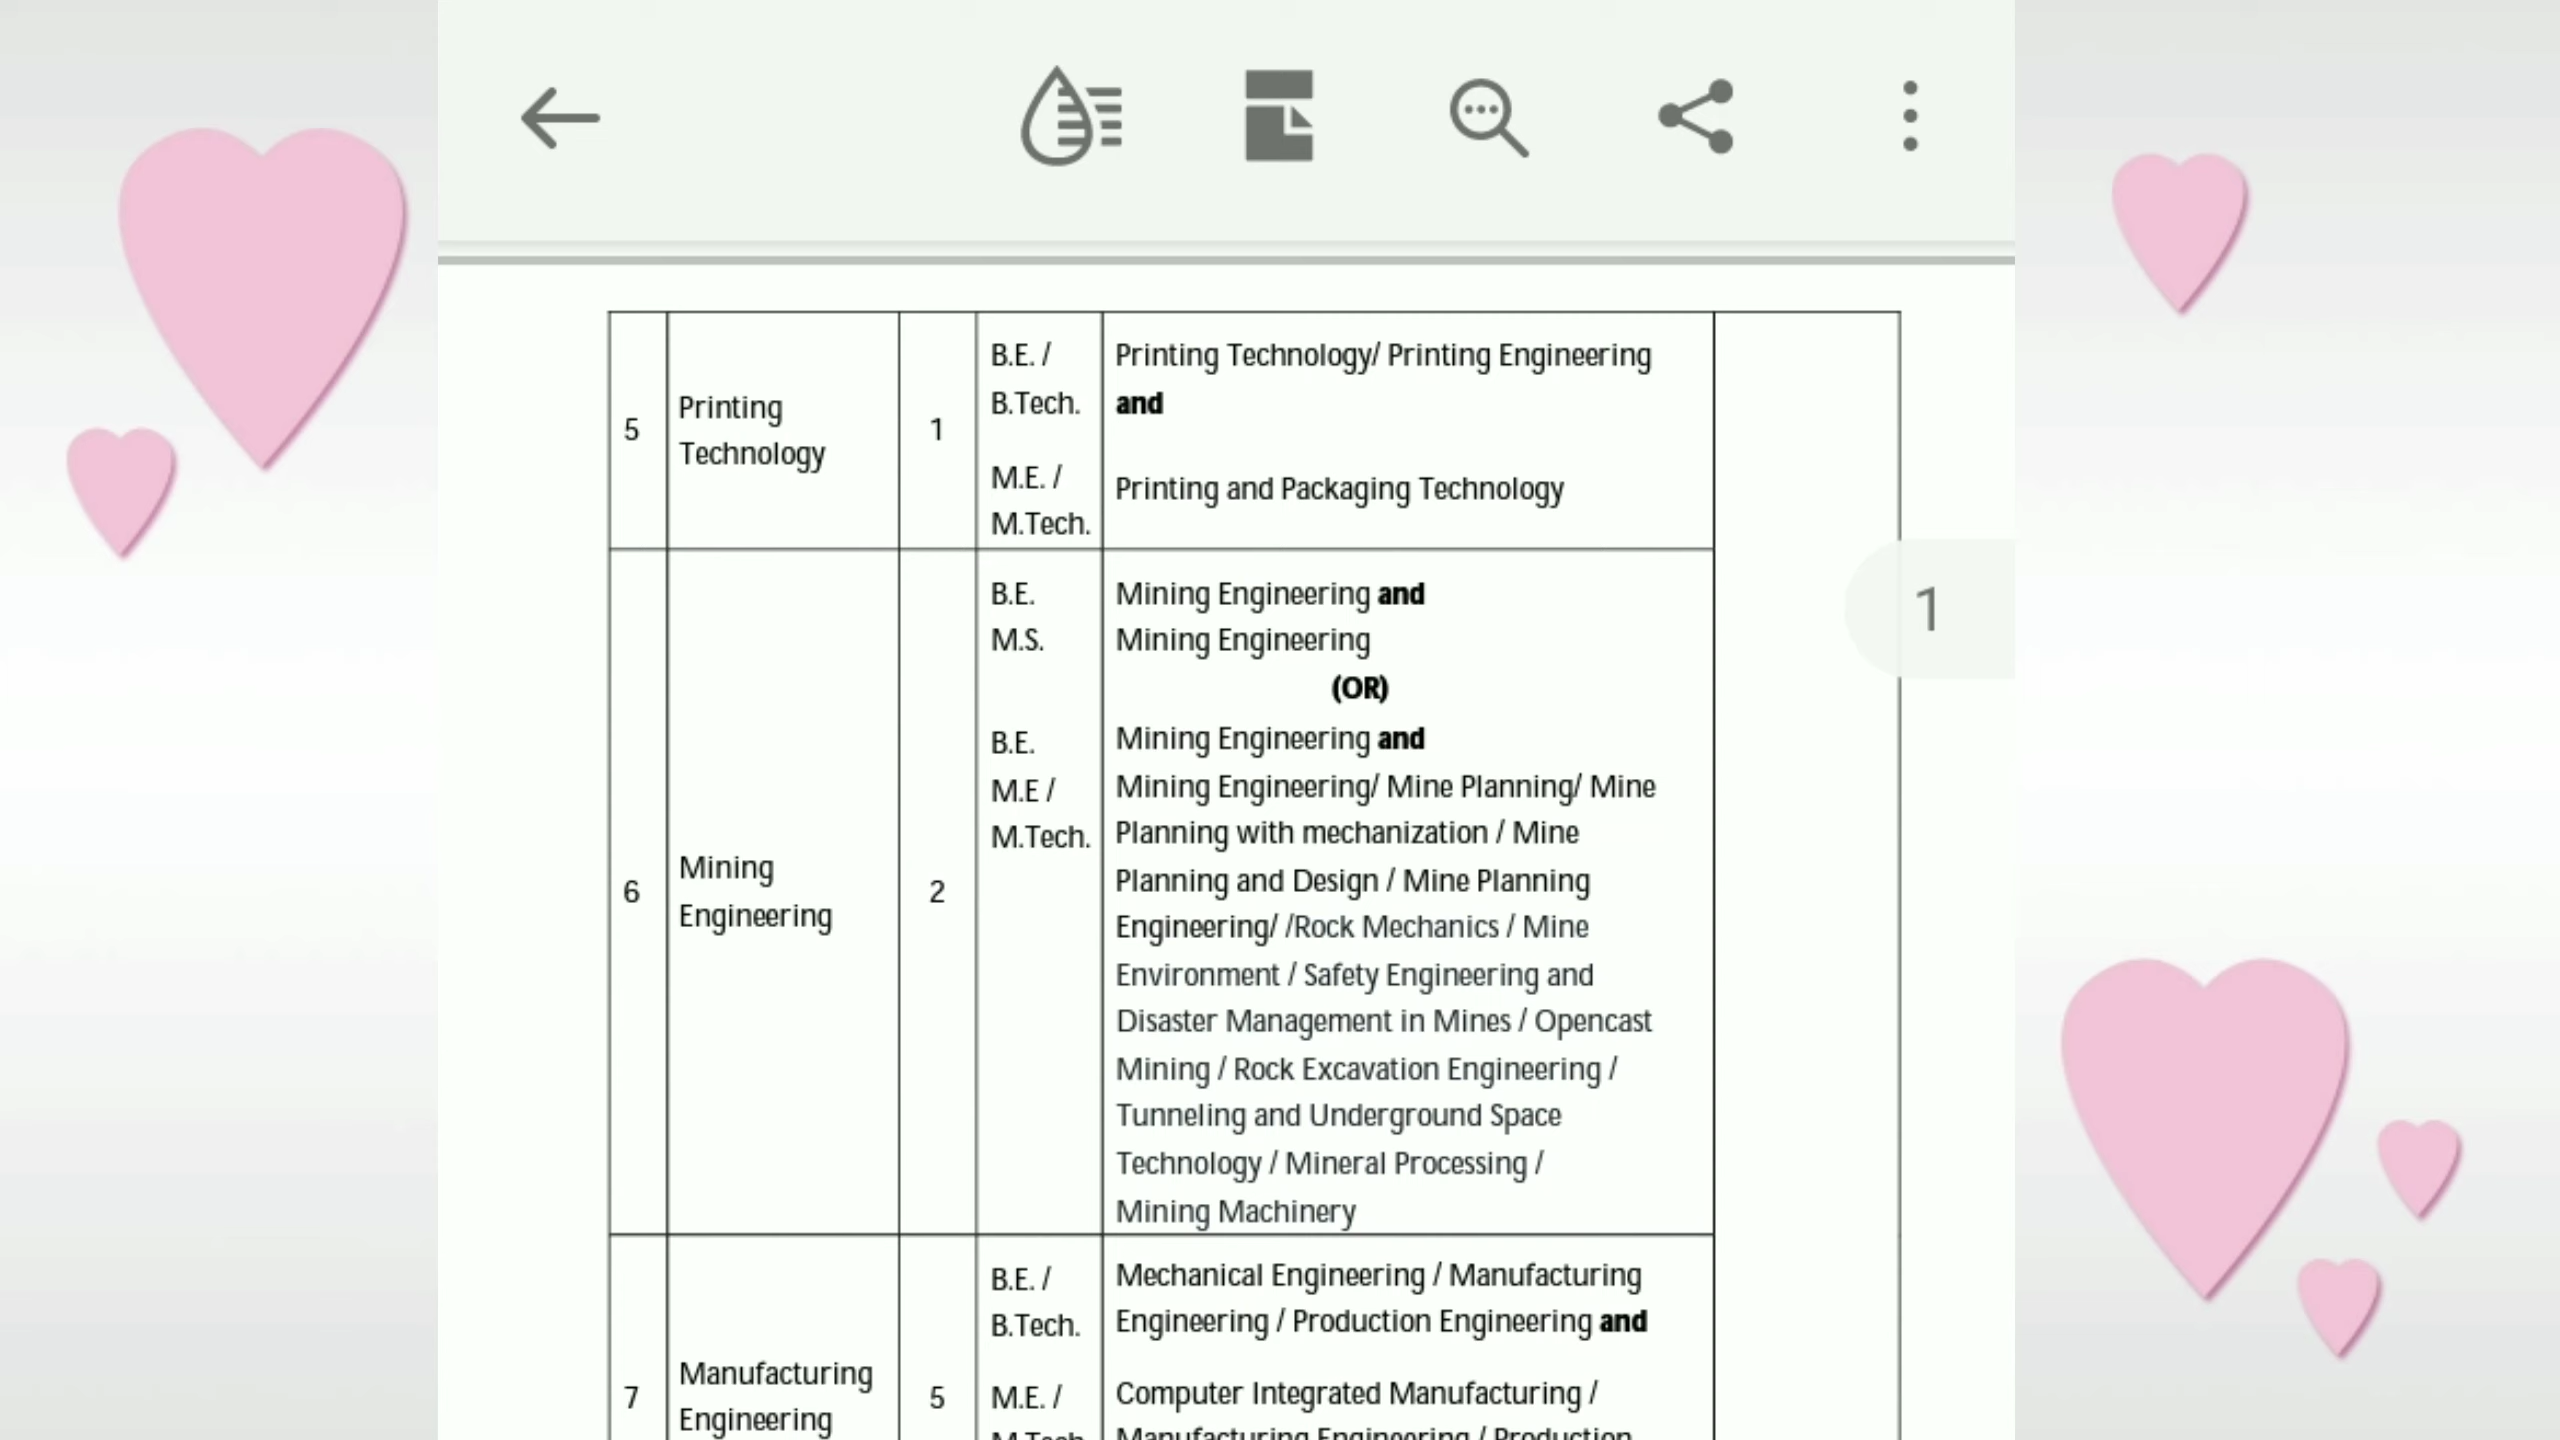 5
Printing
Technology
1
B.E. /
B.Tech.
M.E. /
M.Tech.
Printing Technology/ Printing Engineering
and
Printing and Packaging Technology
6
Mining
Engineering
2
B.E.
M.S.
B.E.
M.E /
M.Tech.
Mining Engineering and
Mining Engineering
(OR)
Mining Engineering and
Mining Engineering/ Mine Planning/ Mine
Planning with mechanization / Mine
Planning and Design / Mine Planning
Engineering/ /Rock Mechanics / Mine
Environment / Safety Engineering and
Disaster Management in Mines / Opencast
Mining / Rock Excavation Engineering /
Tunneling and Underground Space
Technology / Mineral Processing /
Mining Machinery
1
7
Manufacturing
Engineering
5
B.E. /
B.Tech.
M.E. /
M.Tech
Mechanical Engineering / Manufacturing
Engineering / Production Engineering and
Computer Integrated Manufacturing /
Manufacturing Engineering / Production